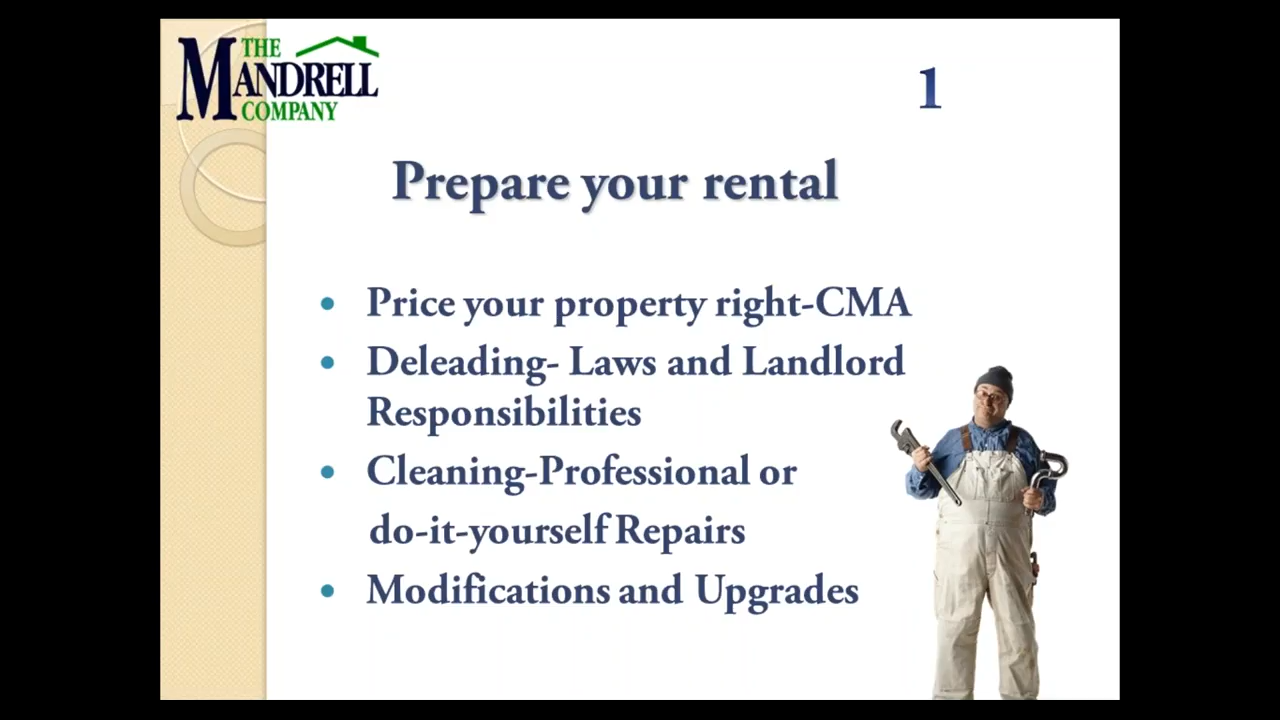 THE
MANDRELL
COMPANY
1
Prepare your rental
• Price your property right-CMA
• Deleading- Laws and Landlord
Responsibilities
• Cleaning-Professional or
do-it-yourself Repairs
• Modifications and Upgrades